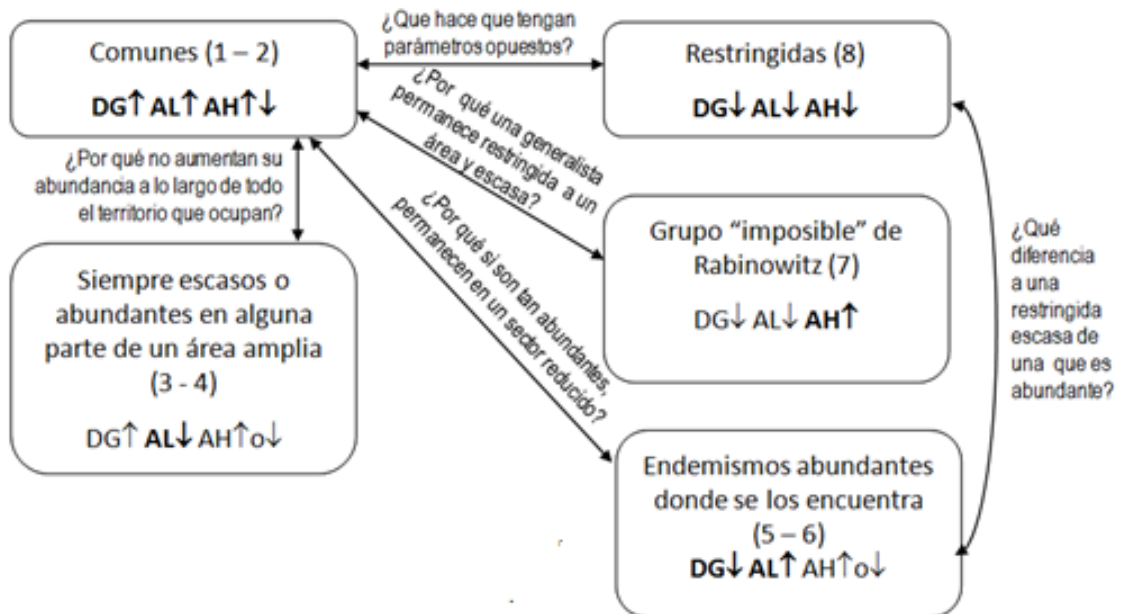 Comunes (1 – 2)
DG↑ AL↑ AH↑↓
¿Que hace que tengan
parámetros opuestos?
Restringidas (8)
DG↓ AL↓ AH↓
¿Por qué una generalista
permanece restringida a un
área y escasa?
¿Por qué no aumentan su
abundancia a lo largo de todo
el territorio que ocupan?
¿Por qué si son tan abundantes,
permanecen en un sector reducido?
Grupo “imposible” de
Rabinowitz (7)
DG↓ AL↓ AH↑
¿Qué
diferencia
a una
restringida
escasa de
una que es
abundante?
Siempre escasos o
abundantes en alguna
parte de un área amplia
(3 - 4)
DG↑ AL↓ AH↑o↓
Endemismos abundantes
donde se los encuentra
(5 – 6)
DG↓ AL↑ AH↑o↓